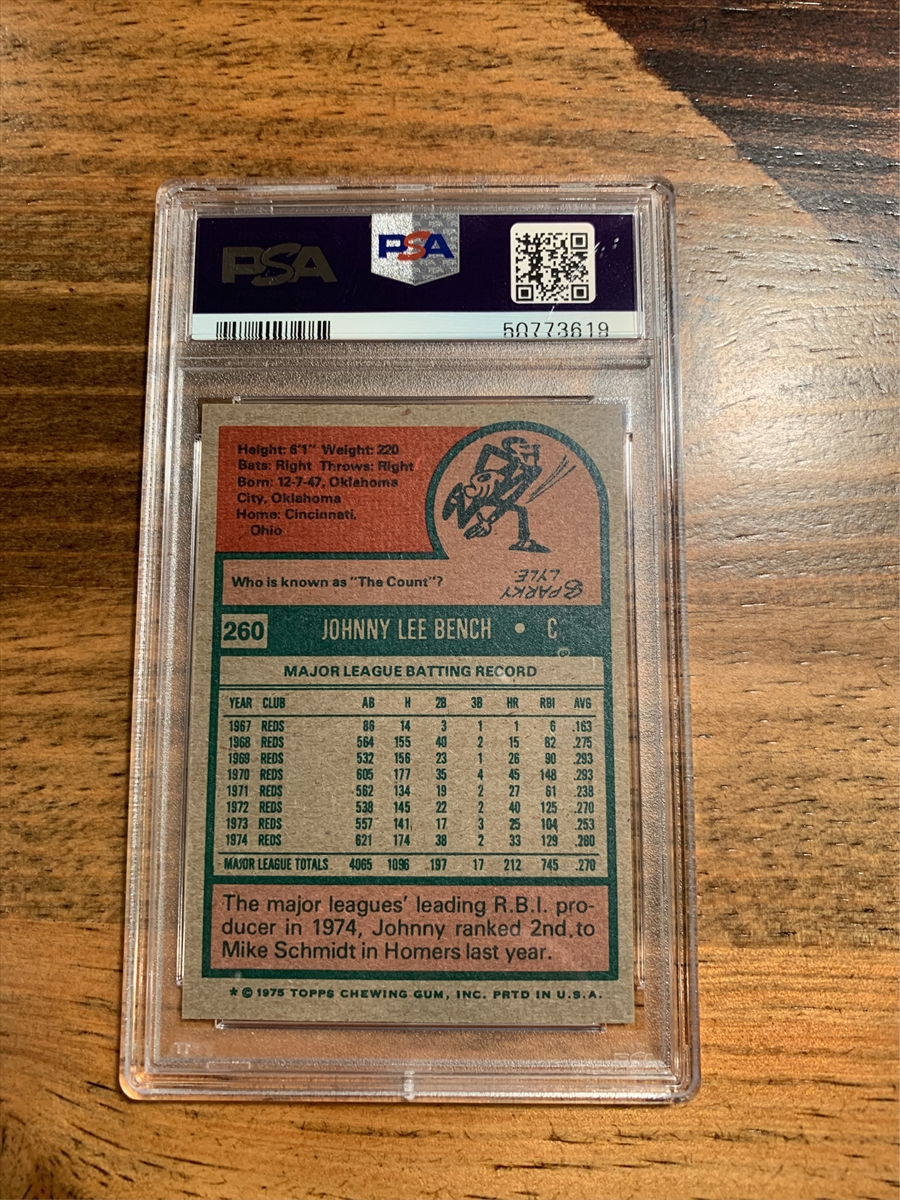 PSA
PSA
50773619
Height: 6'1" Weight: 220
Bats: Right Throws: Right
Born: 12-7-47, Oklahoma
City, Oklahoma
Home: Cincinnati,
Ohio
SPARKY
LYLE
Who is known as "The Count"?
260 JOHNNY LEE BENCH • C
MAJOR LEAGUE BATTING RECORD
YEAR CLUB AB H 2B 3B HR RBI AVG
1967 REDS 86 14 3 1 1 6 .163
1968 REDS 564 155 40 2 15 82 .275
1969 REDS 532 156 23 1 26 90 .293
1970 REDS 605 177 35 4 45 148 .293
1971 REDS 562 134 19 2 27 61 .238
1972 REDS 538 145 22 2 40 125 .270
1973 REDS 557 141 17 3 25 104 .253
1974 REDS 621 174 38 2 33 129 .280
MAJOR LEAGUE TOTALS 4065 1096 197 17 212 745 .270
The major leagues' leading R.B.I. pro-
ducer in 1974, Johnny ranked 2nd to
Mike Schmidt in Homers last year.
* © 1975 TOPPS CHEWING GUM, INC. PRTD IN U.S.A.